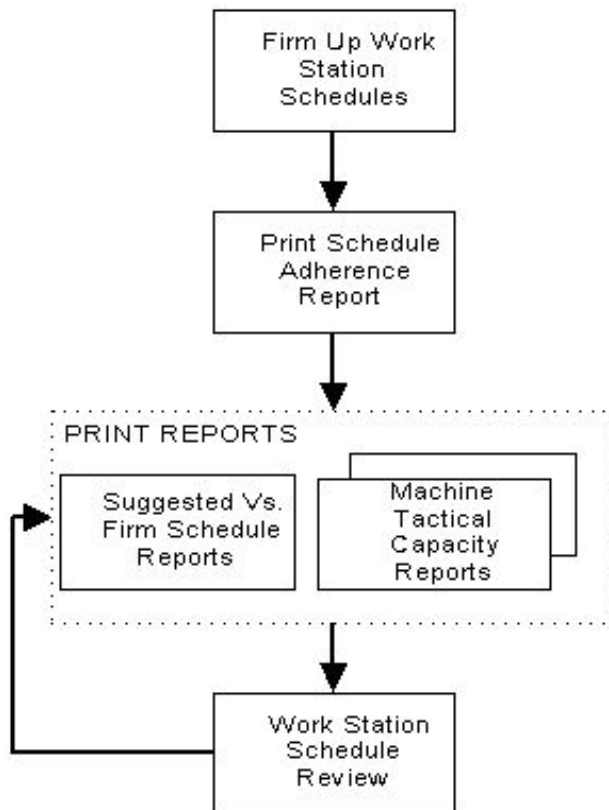 Firm Up Work
Station
Schedules
Print Schedule
Adherence
Report
PRINT REPORTS
Suggested Vs.
Firm Schedule
Reports
Machine
Tactical
Capacity
Reports
Work Station
Schedule
Review